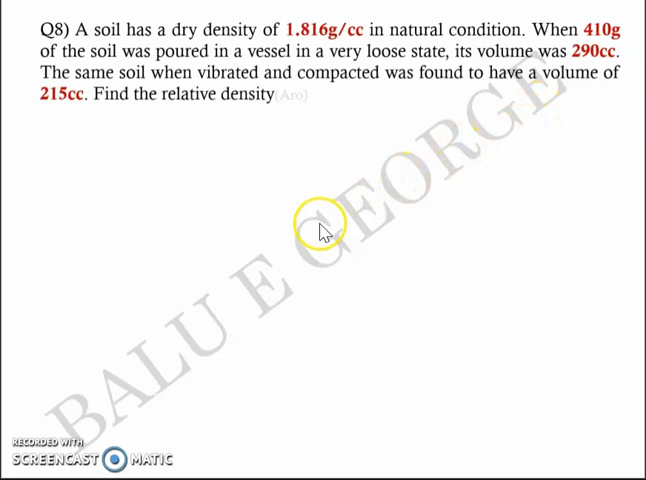 Q8) A soil has a dry density of 1.816g/cc in natural condition. When 410g
of the soil was poured in a vessel in a very loose state, its volume was 290cc.
The same soil when vibrated and compacted was found to have a volume of
215cc. Find the relative density(Aro)
BALU E GEORGE
RECORDED WITH
SCREENCAST MATIC